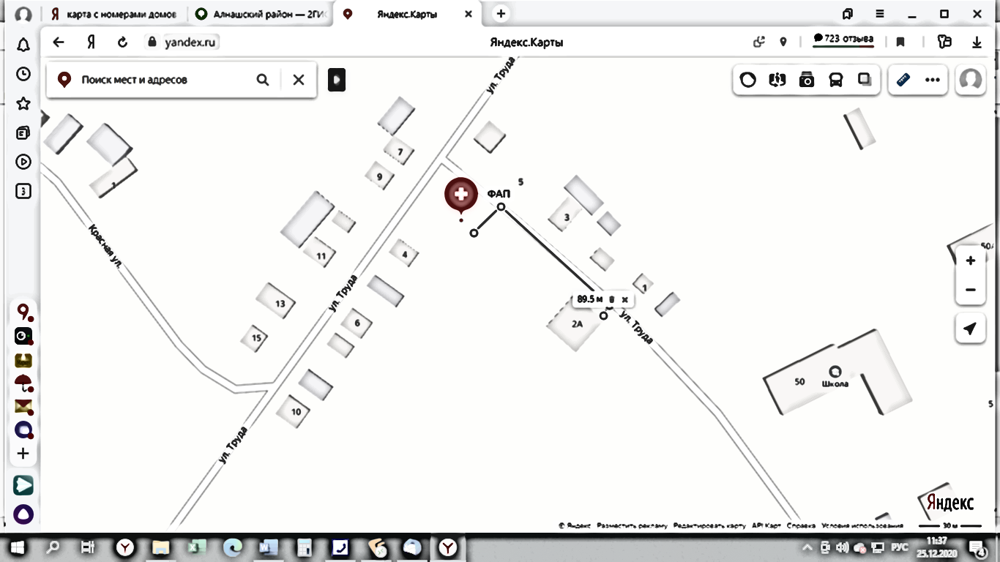 карта с номерами домов
Алнашский район — 2ГИС
Яндекс.Карты
Я
yandex.ru
Яндекс.Карты
723 отзыва
Поиск мест и адресов
ул. Труда
7
9
5
ФАП
3
Красная ул.
11
4
50
13
ул. Труда
1
89.5 м
6
2А
ул. Труда
15
50
Школа
10
5
ул. Труда
Яндекс
© Яндекс Разместить рекламу Редактировать карту API Карт Справка Условия использования
30 м
РУС
11:37
25.12.2020
4